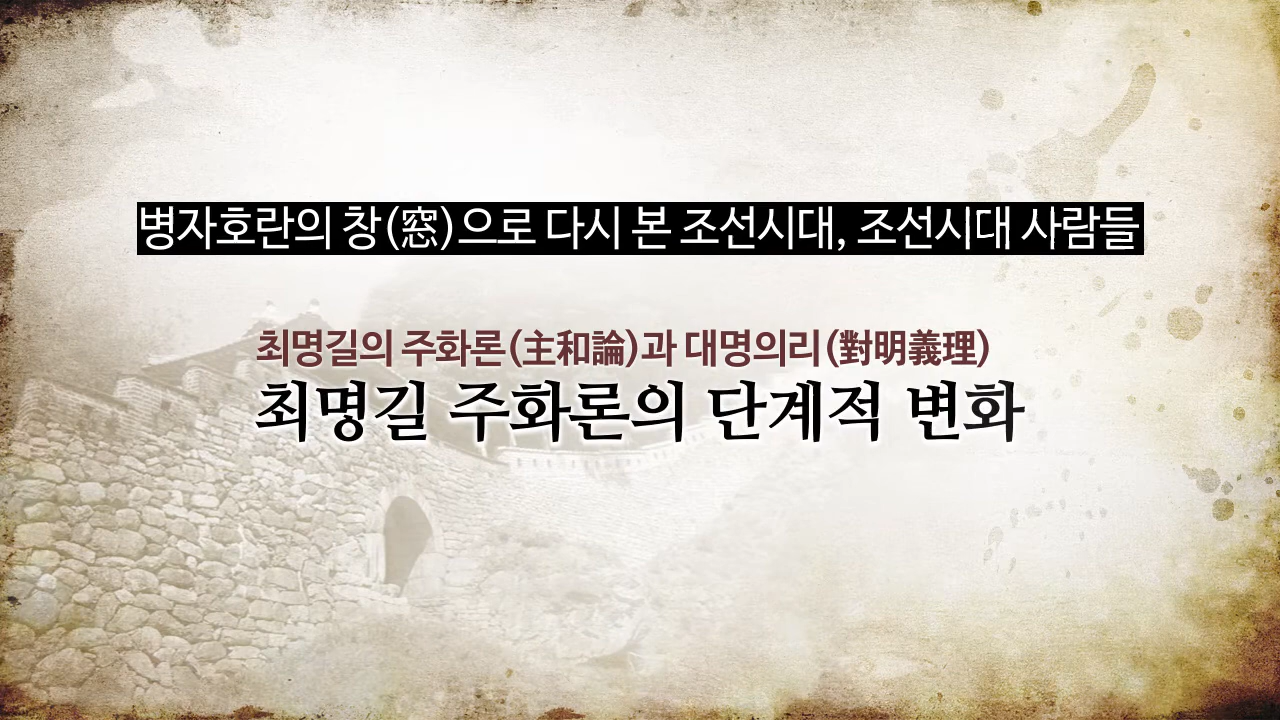 병자호란의 창(窓)으로 다시 본 조선시대, 조선시대 사람들
최명길의 주화론(主和論)과 대명의리(對明義理)
최명길 주화론의 단계적 변화